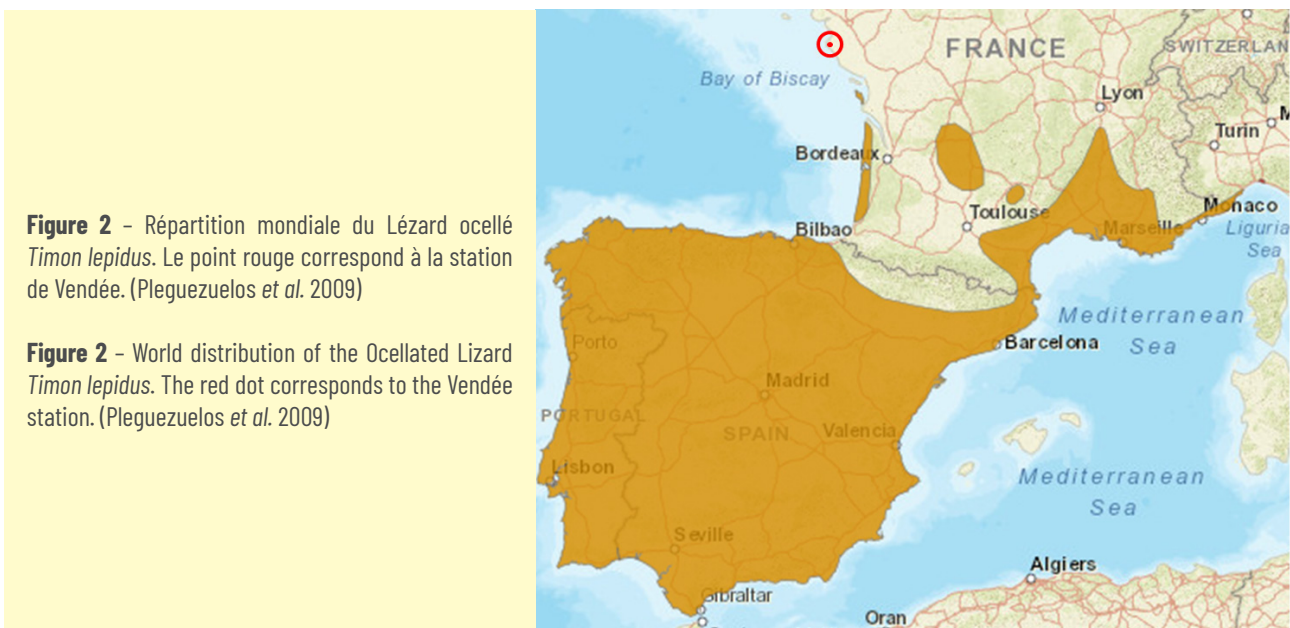 Figure 2 – Répartition mondiale du Lézard ocellé
Timon lepidus. Le point rouge correspond à la station
de Vendée. (Pleguezuelos et al. 2009)
Figure 2 – World distribution of the Ocellated Lizard
Timon lepidus. The red dot corresponds to the Vendée
station. (Pleguezuelos et al. 2009)
FRANCE
SWITZERLAN
Bay of Biscay
Lyon
M
Turin
Bordeaux
Toulouse
Monaco
Bilbao
Marseille
Liguria
Sea
Mediterranean
Sea
Porto
Barcelona
Madrid
PORTUGAL
SPAIN
Valencia
Lisbon
Mediterranean
Sea
Seville
Algiers
Gibraltar
Oran